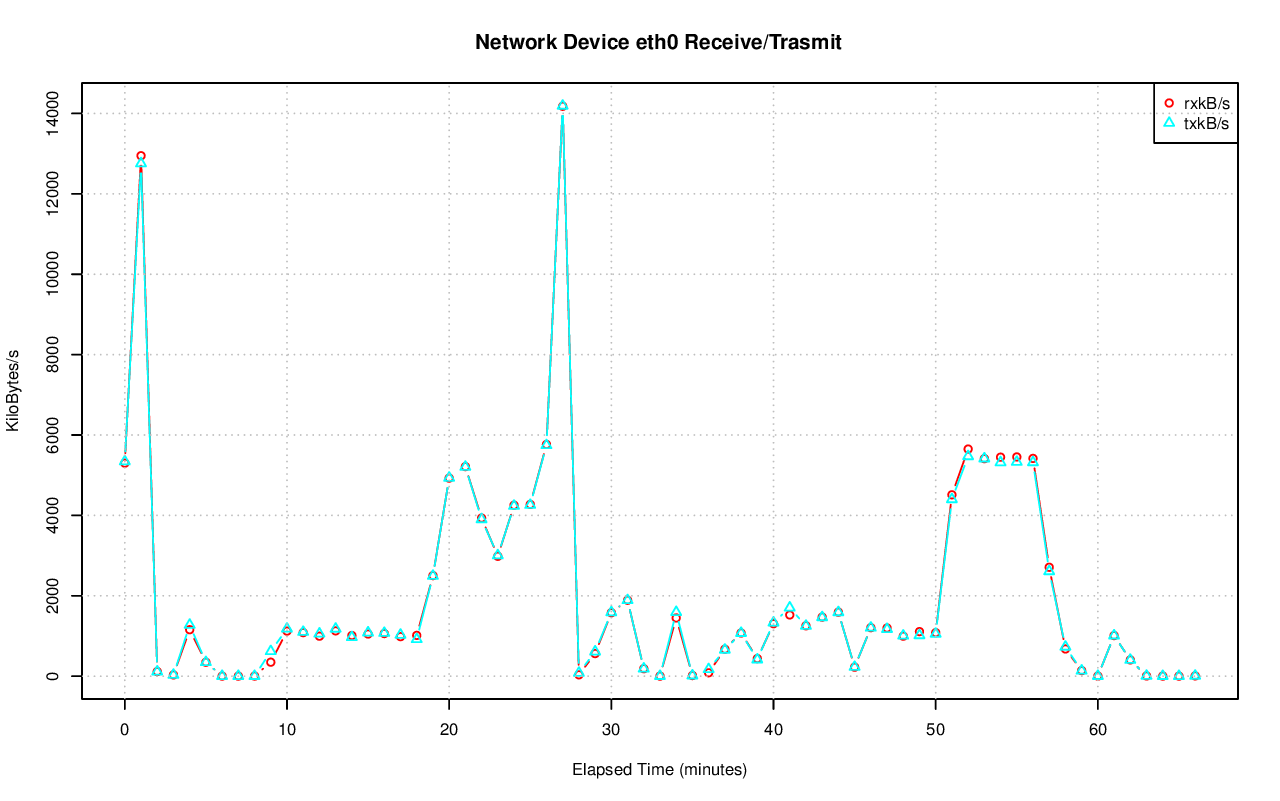 Network Device eth0 Receive/Trasmit
rxkB/s
txkB/s
KiloBytes/s
14000
12000
10000
8000
6000
4000
2000
0
0 10 20 30 40 50 60
Elapsed Time (minutes)